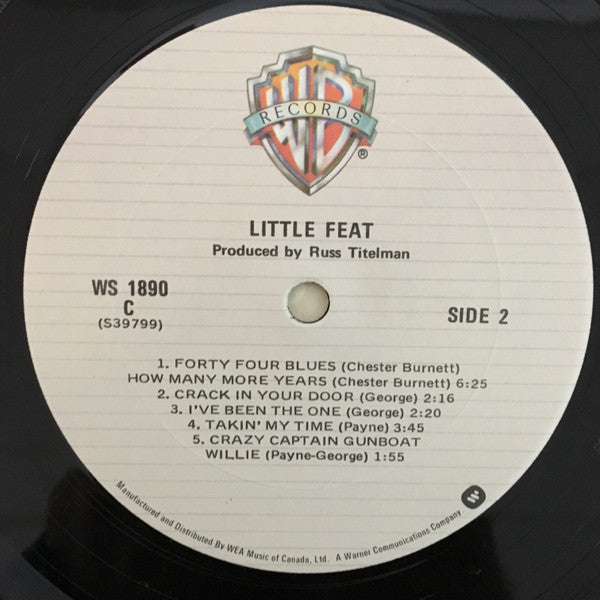 WB
RECORDS
®
LITTLE FEAT
Produced by Russ Titelman
WS 1890
C
(S39799)
SIDE 2
1. FORTY FOUR BLUES (Chester Burnett)
HOW MANY MORE YEARS (Chester Burnett) 6:25
2. CRACK IN YOUR DOOR (George) 2:16
3. I'VE BEEN THE ONE (George) 2:20
4. TAKIN' MY TIME (Payne) 3:45
5. CRAZY CAPTAIN GUNBOAT
WILLIE (Payne-George) 1:55
Manufactured and Distributed By WEA Music of Canada, Ltd. A Warner Communications Company